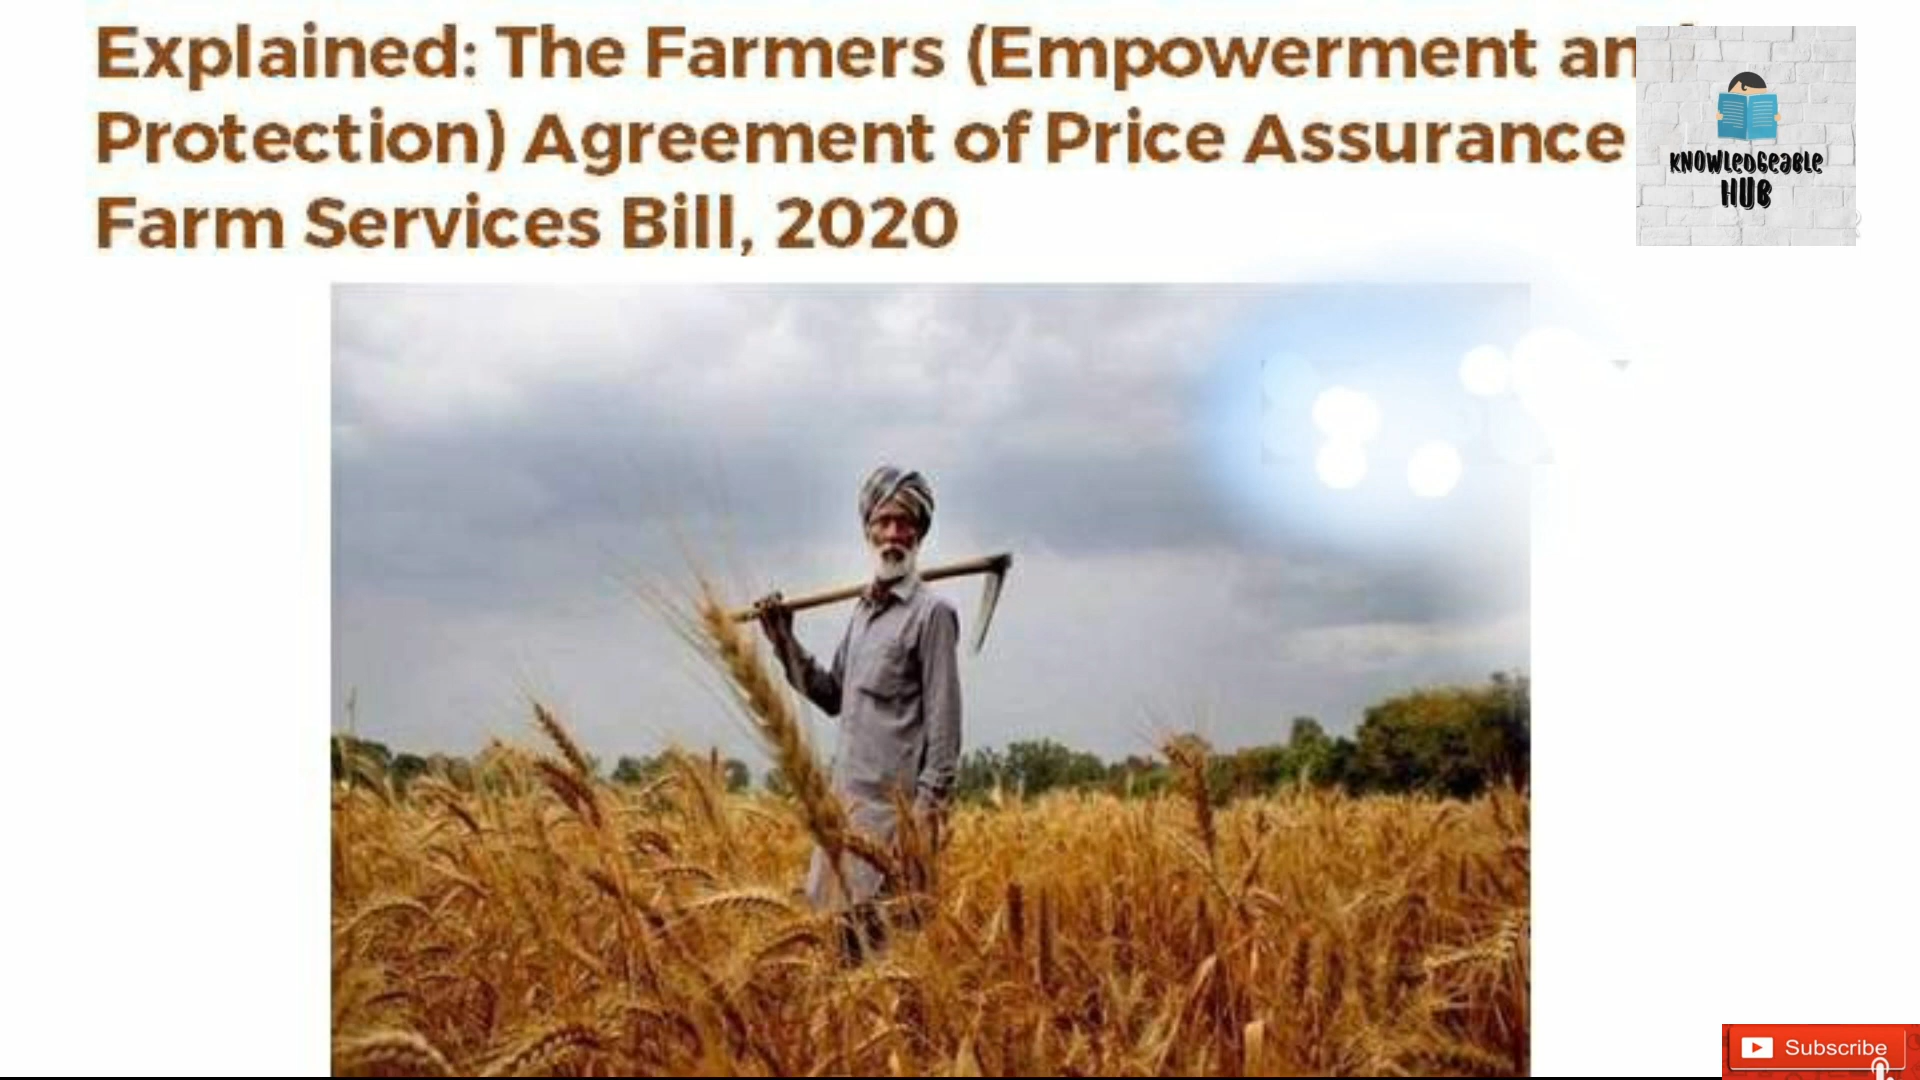 Explained: The Farmers (Empowerment an
Protection) Agreement of Price Assurance
Farm Services Bill, 2020
KNOWLEDGEABLE
HUB
Subscribe